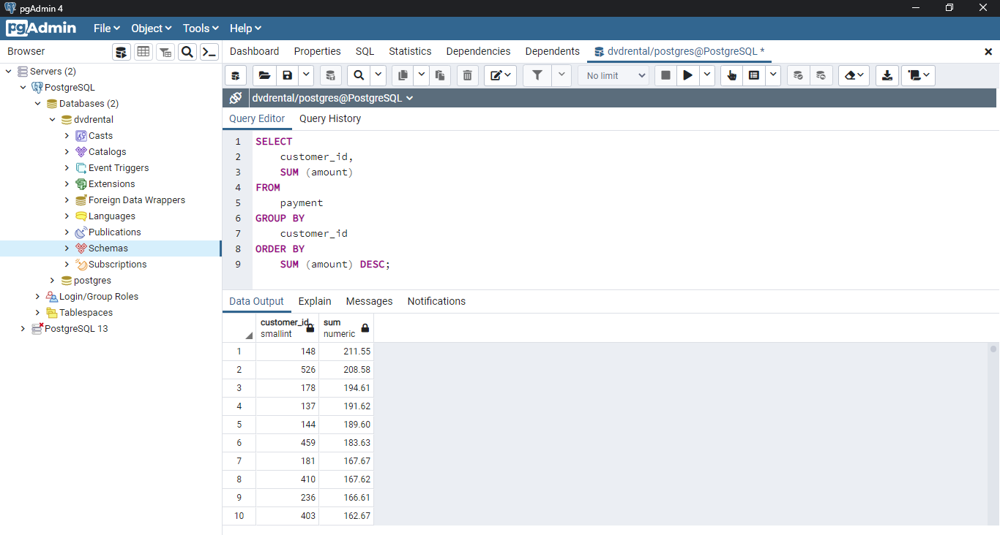 pgAdmin 4
pgAdmin File Object Tools Help
Browser
Dashboard Properties SQL Statistics Dependencies Dependents dvdrental/postgres@PostgreSQL *
Servers (2)
PostgreSQL
Databases (2)
dvdrental
Casts
Catalogs
Event Triggers
Extensions
Foreign Data Wrappers
Languages
Publications
Schemas
Subscriptions
postgres
Login/Group Roles
Tablespaces
PostgreSQL 13
No limit
dvdrental/postgres@PostgreSQL
Query Editor Query History
1 SELECT
2 customer_id,
3 SUM (amount)
4 FROM
5 payment
6 GROUP BY
7 customer_id
8 ORDER BY
9 SUM (amount) DESC;
Data Output Explain Messages Notifications
customer_id sum
smallint numeric
1 148 211.55
2 526 208.58
3 178 194.61
4 137 191.62
5 144 189.60
6 459 183.63
7 181 167.67
8 410 167.62
9 236 166.61
10 403 162.67